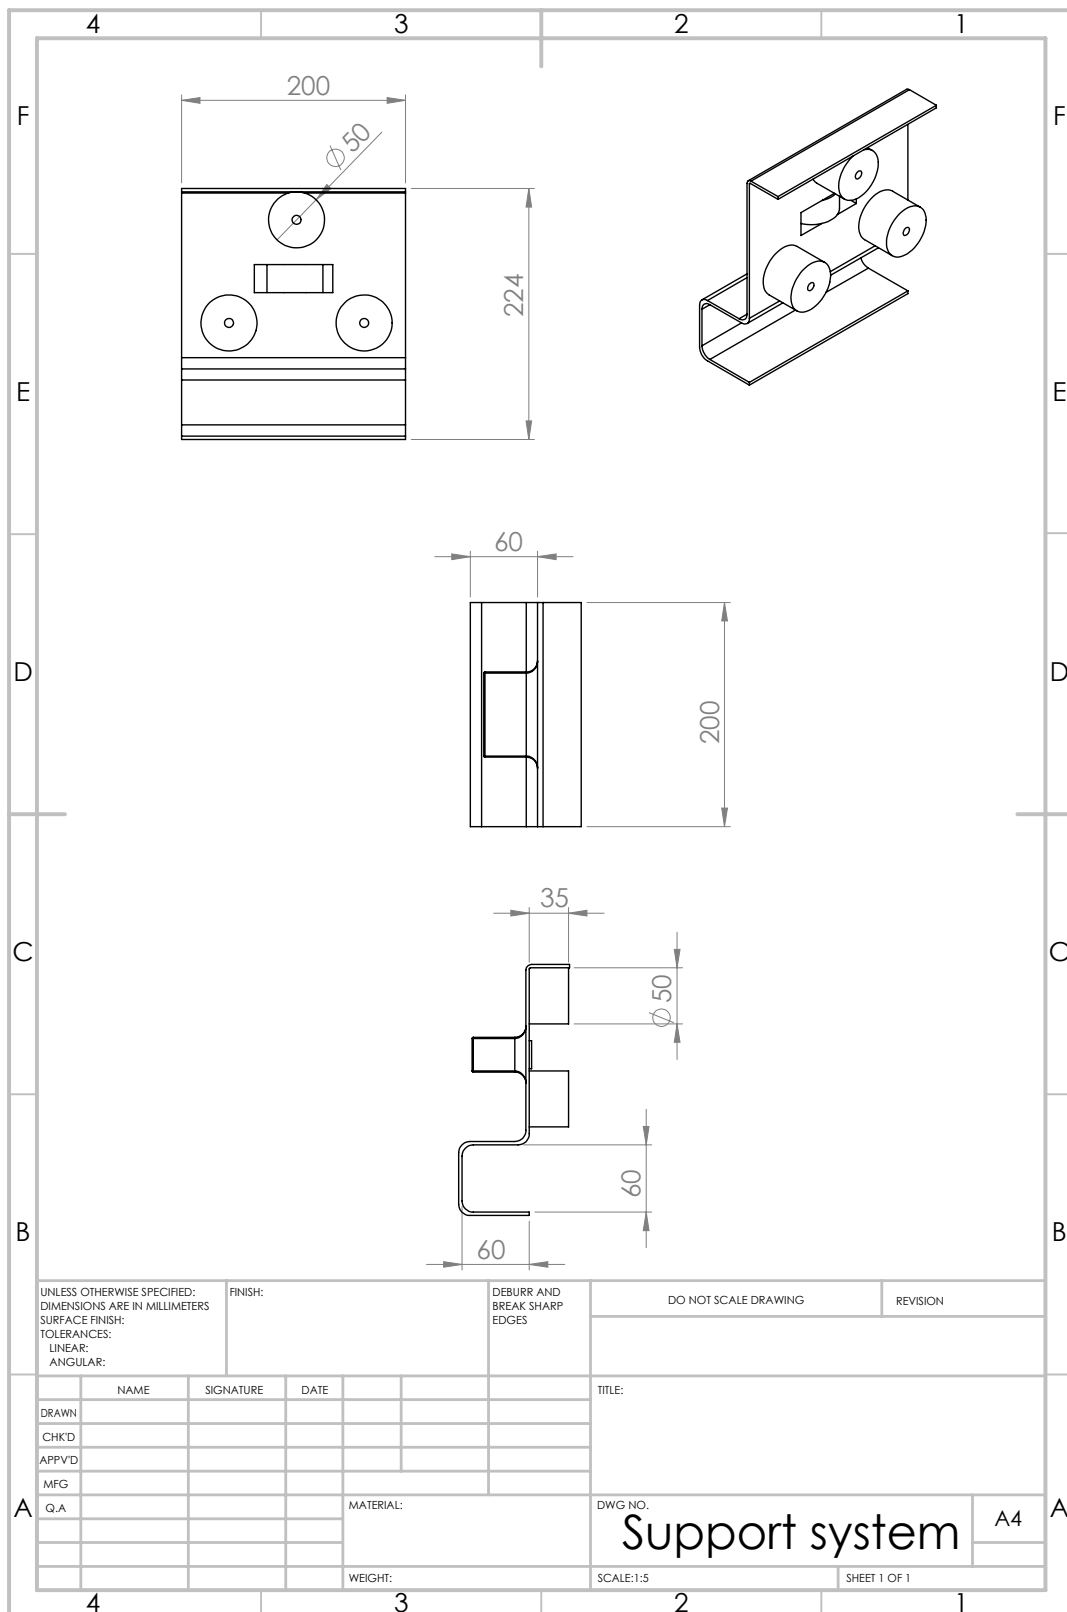 4 3 2 1
F F
200
Ø 50
224
E E
60
D D
200
35
C C
Ø 50
60
B B
60
UNLESS OTHERWISE SPECIFIED:
DIMENSIONS ARE IN MILLIMETERS
SURFACE FINISH:
TOLERANCES:
LINEAR:
ANGULAR:
FINISH:
DEBURR AND
BREAK SHARP
EDGES
DO NOT SCALE DRAWING
REVISION
NAME SIGNATURE DATE
TITLE:
DRAWN
CHK'D
APPV'D
MFG
Q.A
MATERIAL:
DWG NO.
Support system
A4
A A
WEIGHT:
SCALE:1:5
SHEET 1 OF 1
4 3 2 1